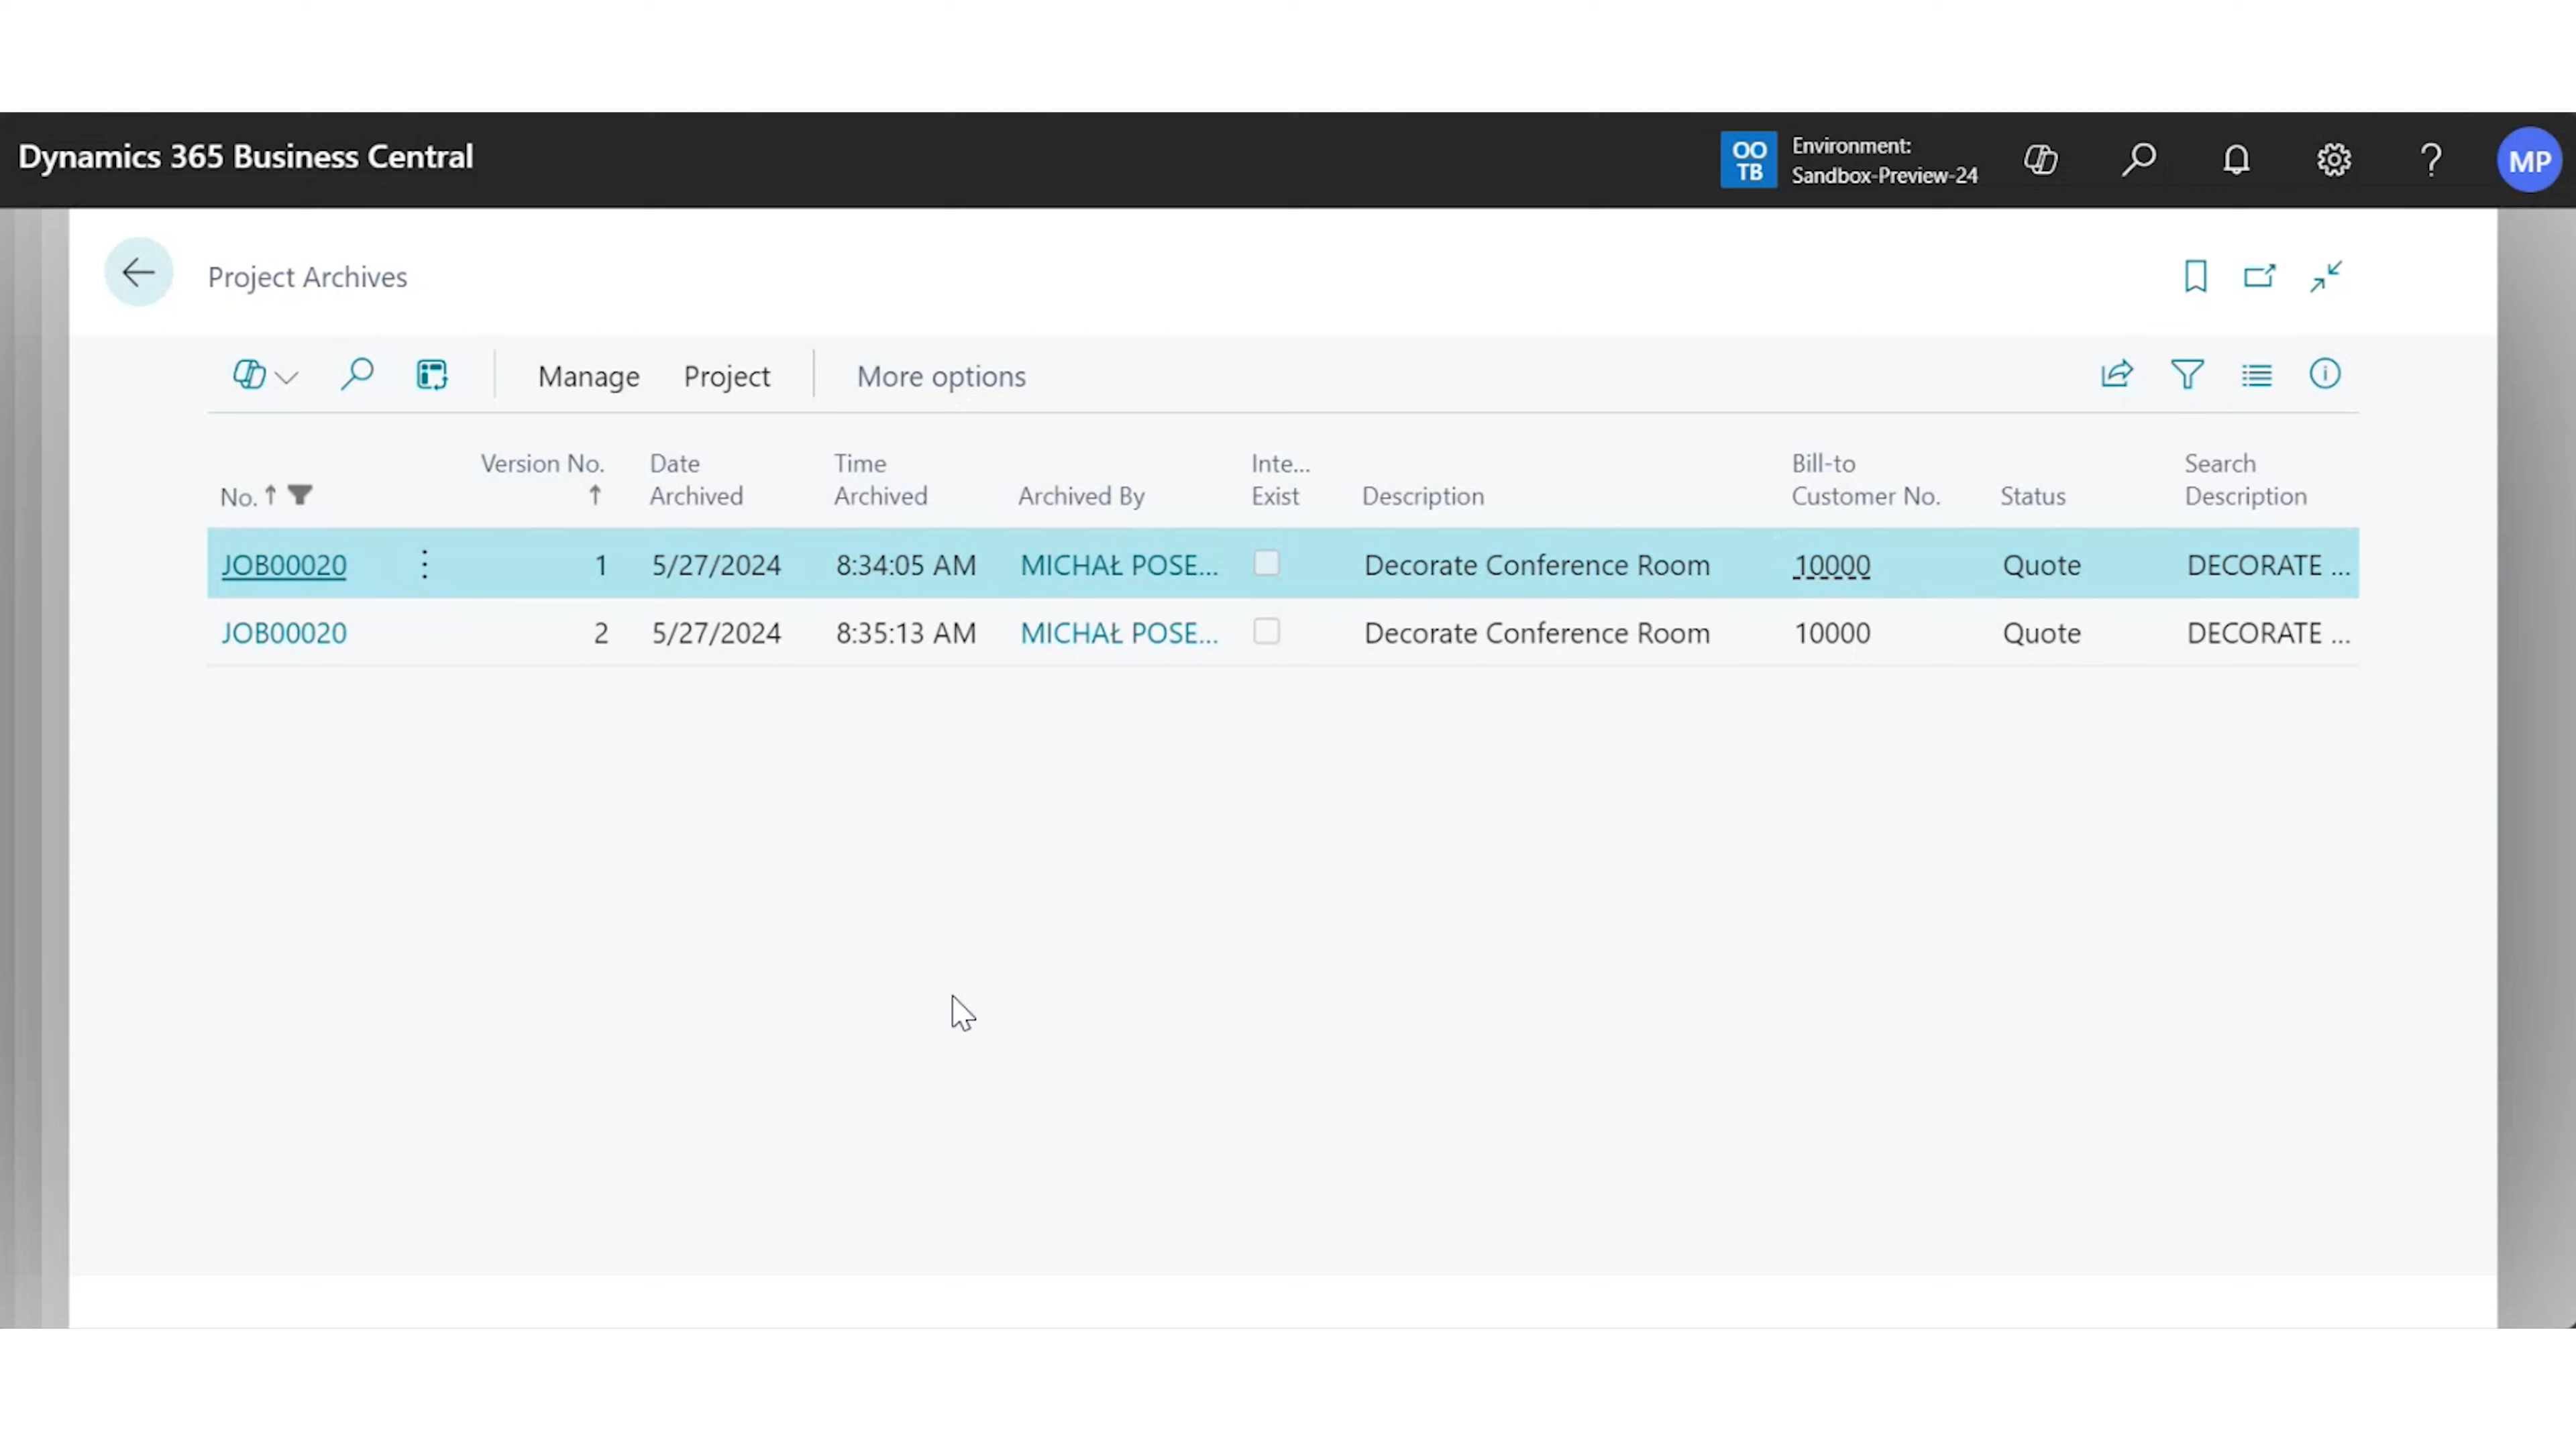 Dynamics 365 Business Central
OO
TB
Environment:
Sandbox-Preview-24
?
MP
Project Archives
Manage Project More options
No. Version No. Date Archived Time Archived Archived By Inte... Exist Description Bill-to Customer No. Status Search Description
JOB00020 1 5/27/2024 8:34:05 AM MICHAŁ POSE... Decorate Conference Room 10000 Quote DECORATE ...
JOB00020 2 5/27/2024 8:35:13 AM MICHAŁ POSE... Decorate Conference Room 10000 Quote DECORATE ...